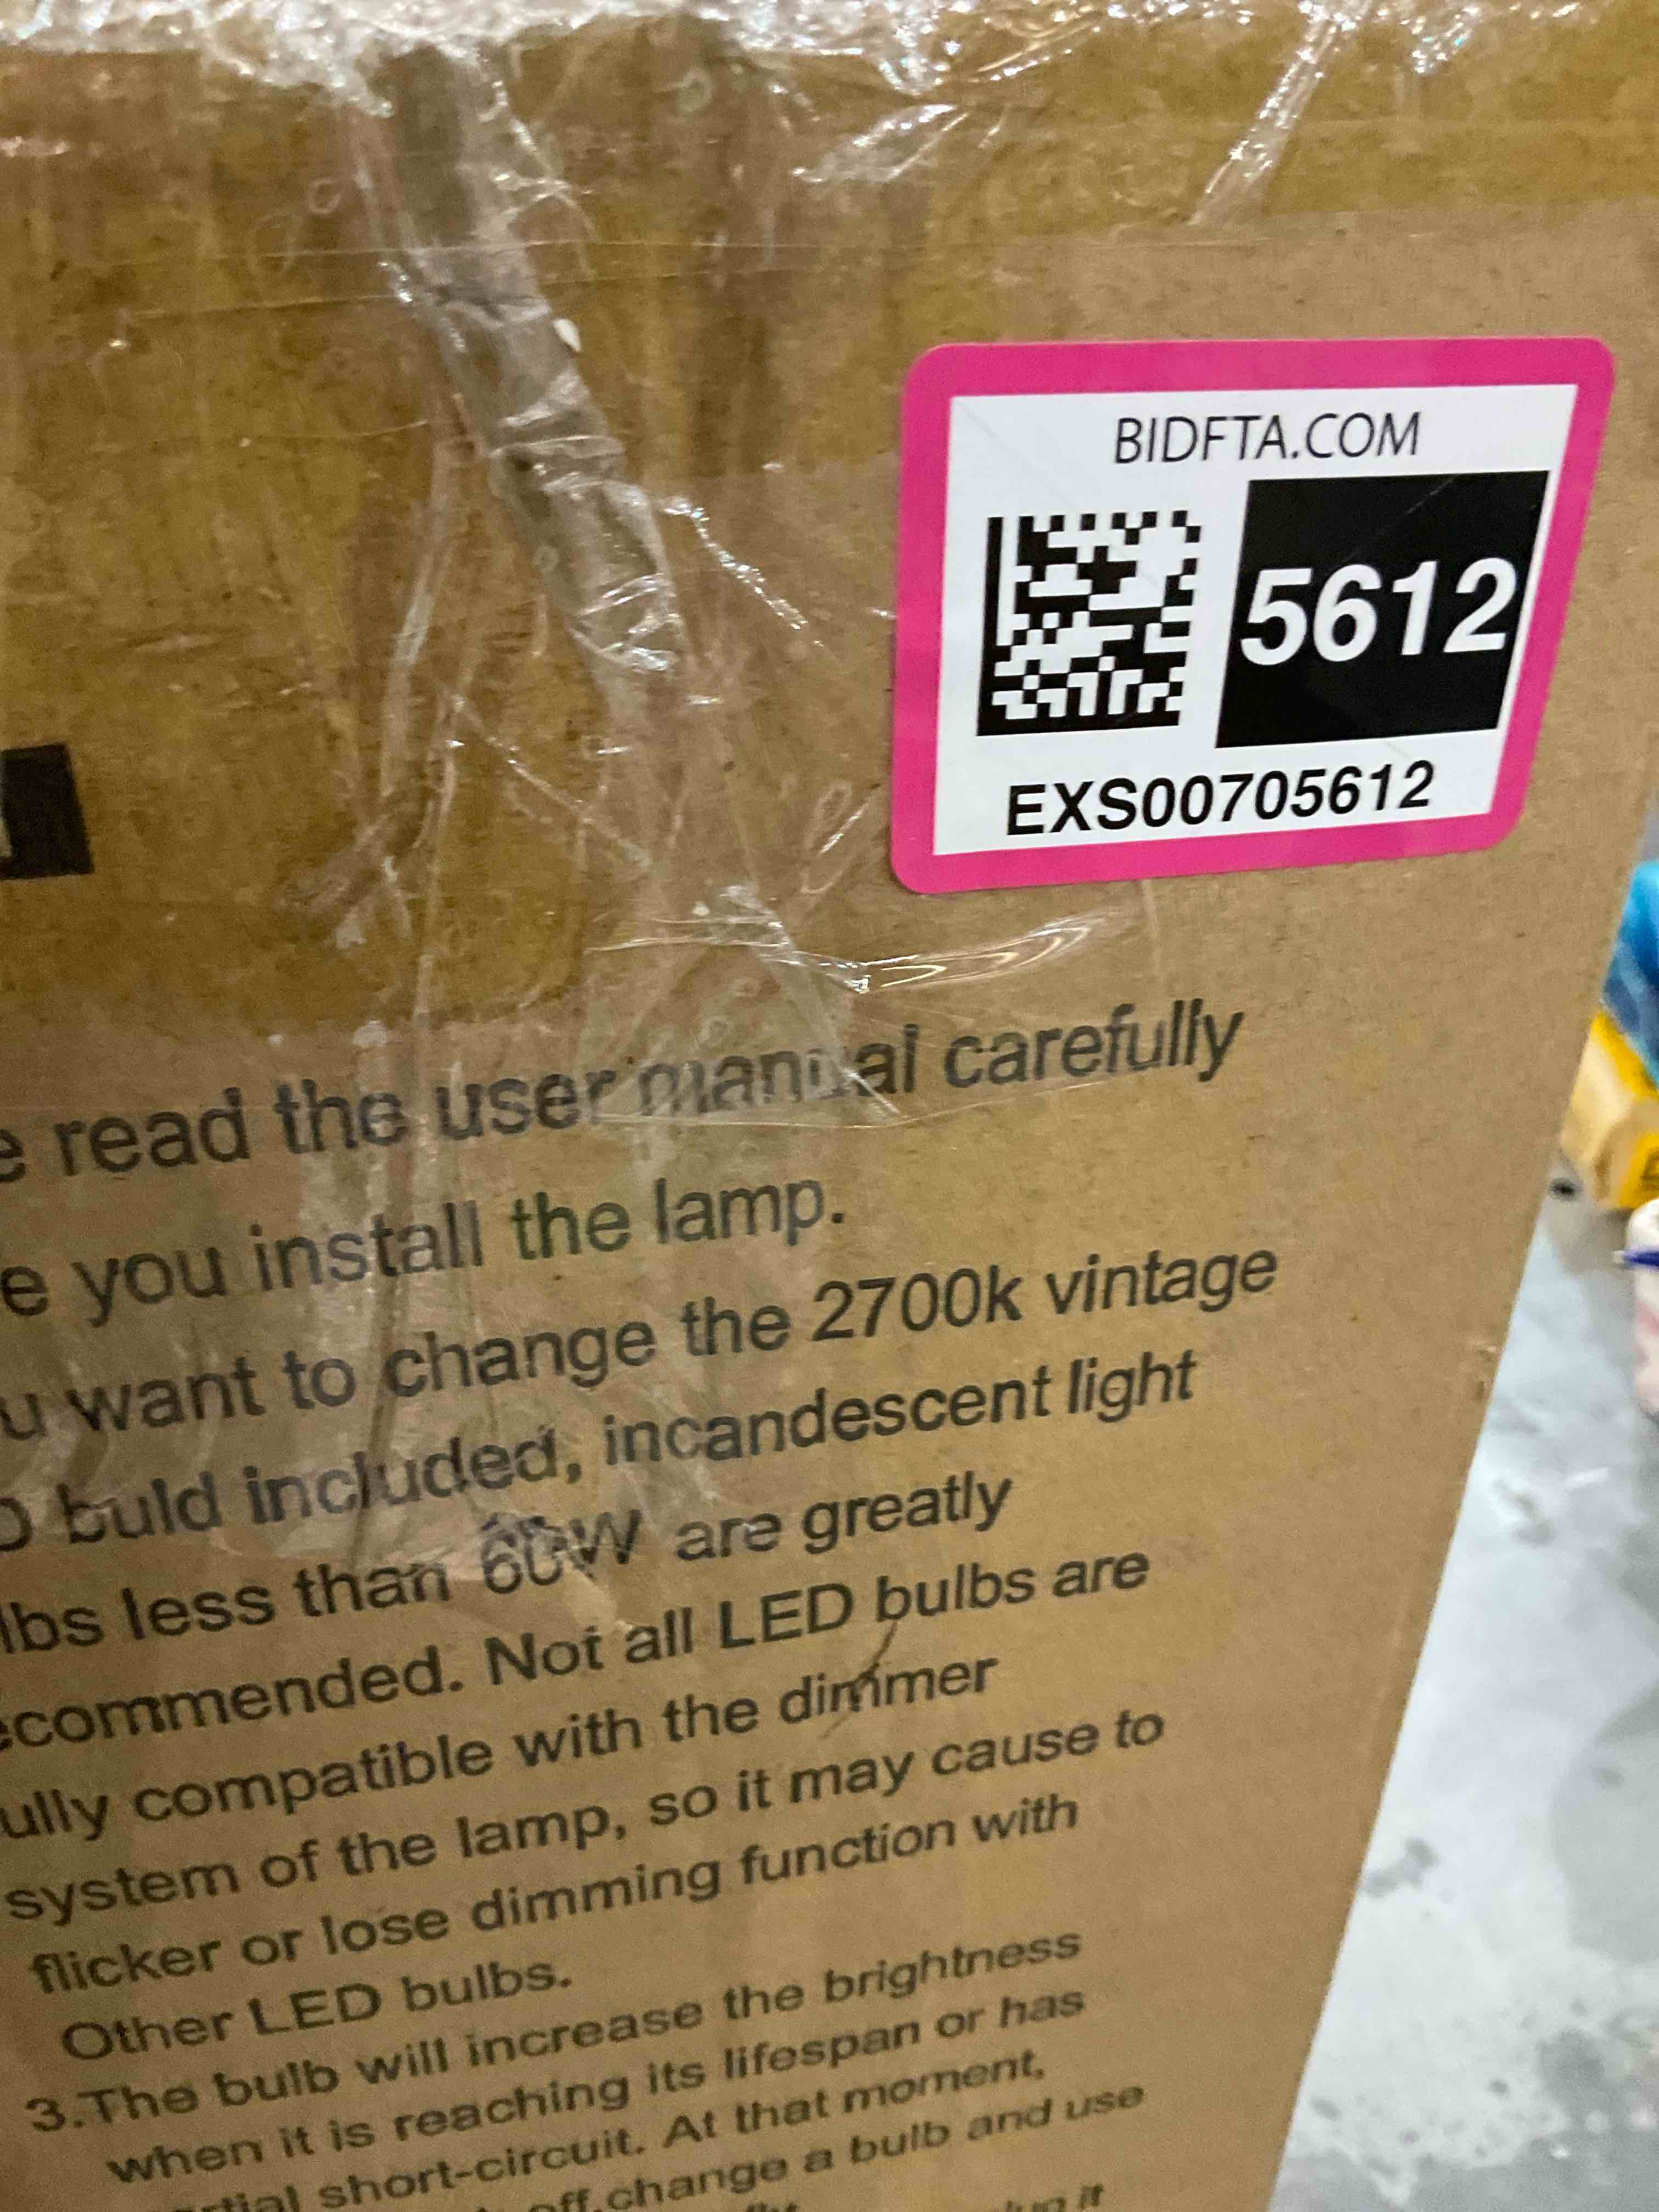 BIDFTA.COM
5612
EXS00705612
read the user manual carefully
you install the lamp.
want to change the 2700k vintage
buld included, incandescent light
less than 60W are greatly
Not all LED bulbs are
compatible with the dimmer
system of the lamp, so it may cause to
flicker or lose dimming function with
Other LED bulbs.
3.The bulb will increase the brightness
when it is reaching its lifespan or has
short-circuit. At that moment,
off,change a bulb and use
it